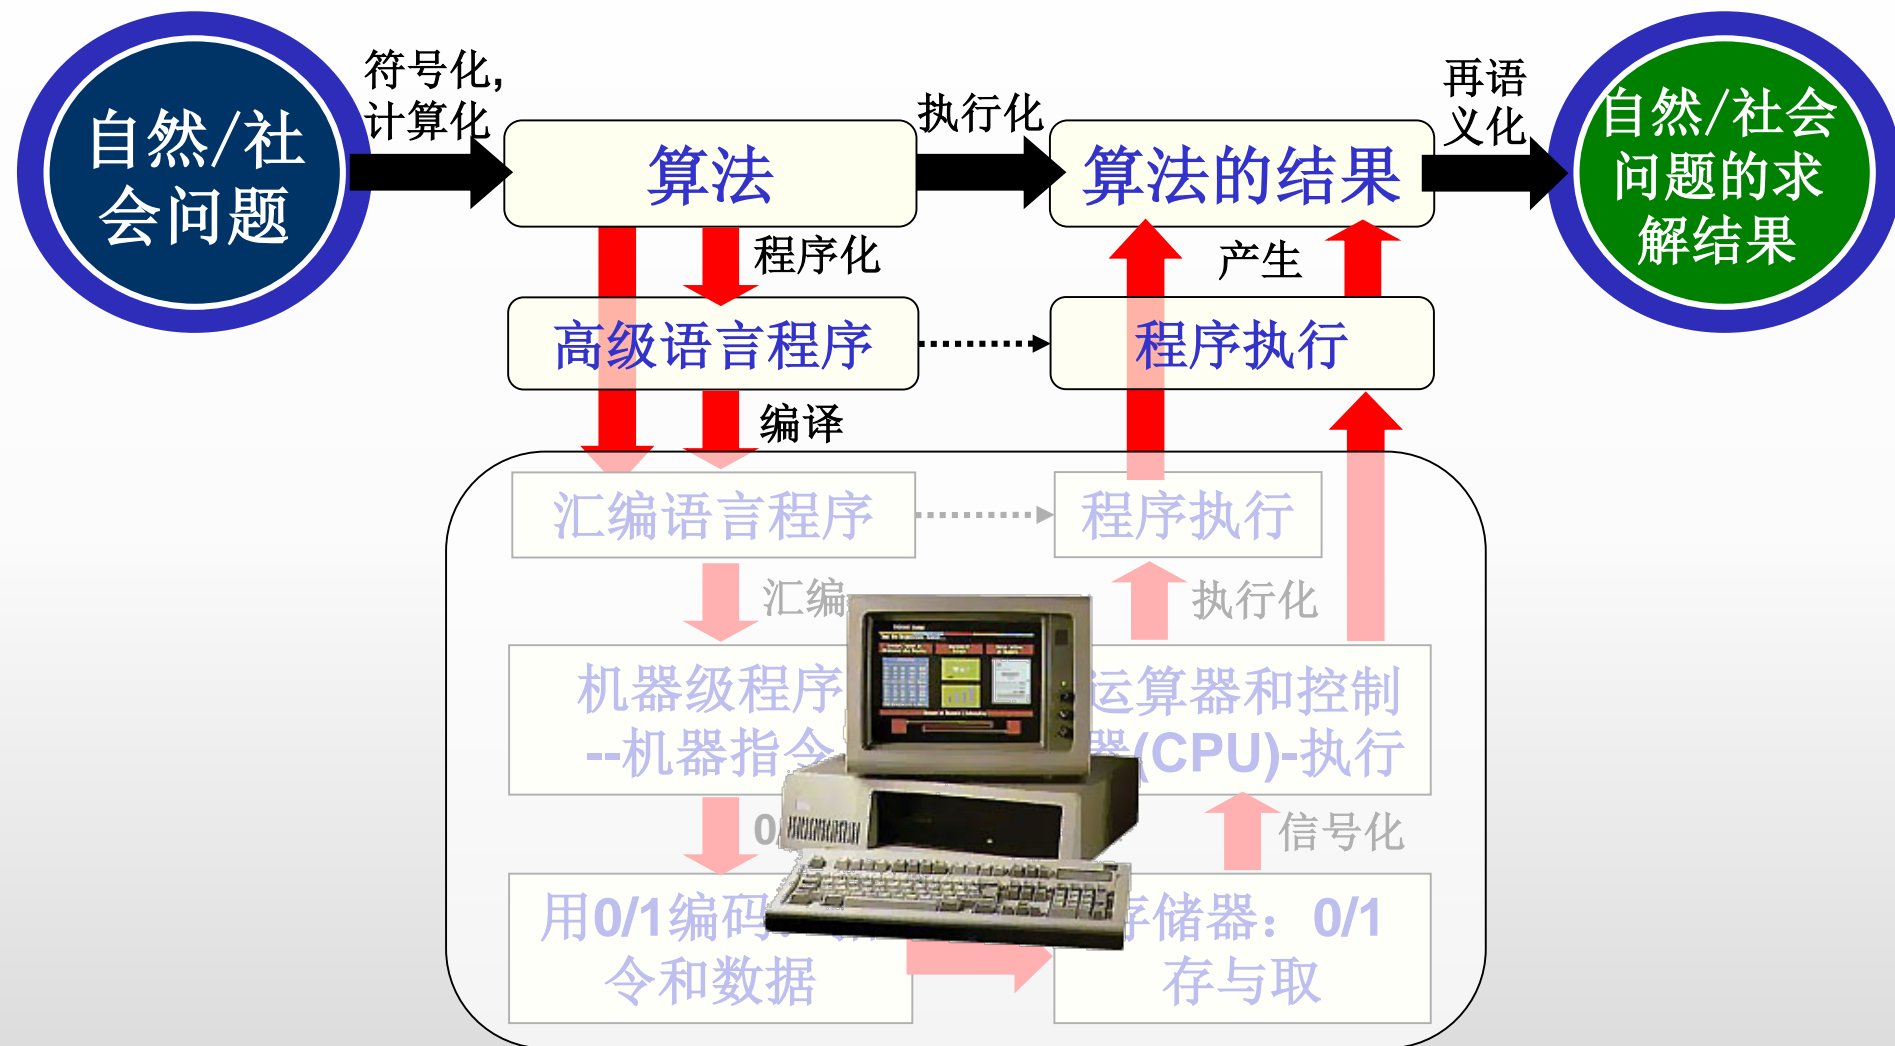 自然/社
会问题
符号化,
计算化
算法
执行化
算法的结果
再语
义化
自然/社会
问题的求
解结果
程序化
产生
高级语言程序
程序执行
编译
汇编语言程序
程序执行
汇编
执行化
机器级程序
--机器指令
运算器和控制
器(CPU)-执行
0/
信号化
用0/1编码
令和数据
存储器：0/1
存与取